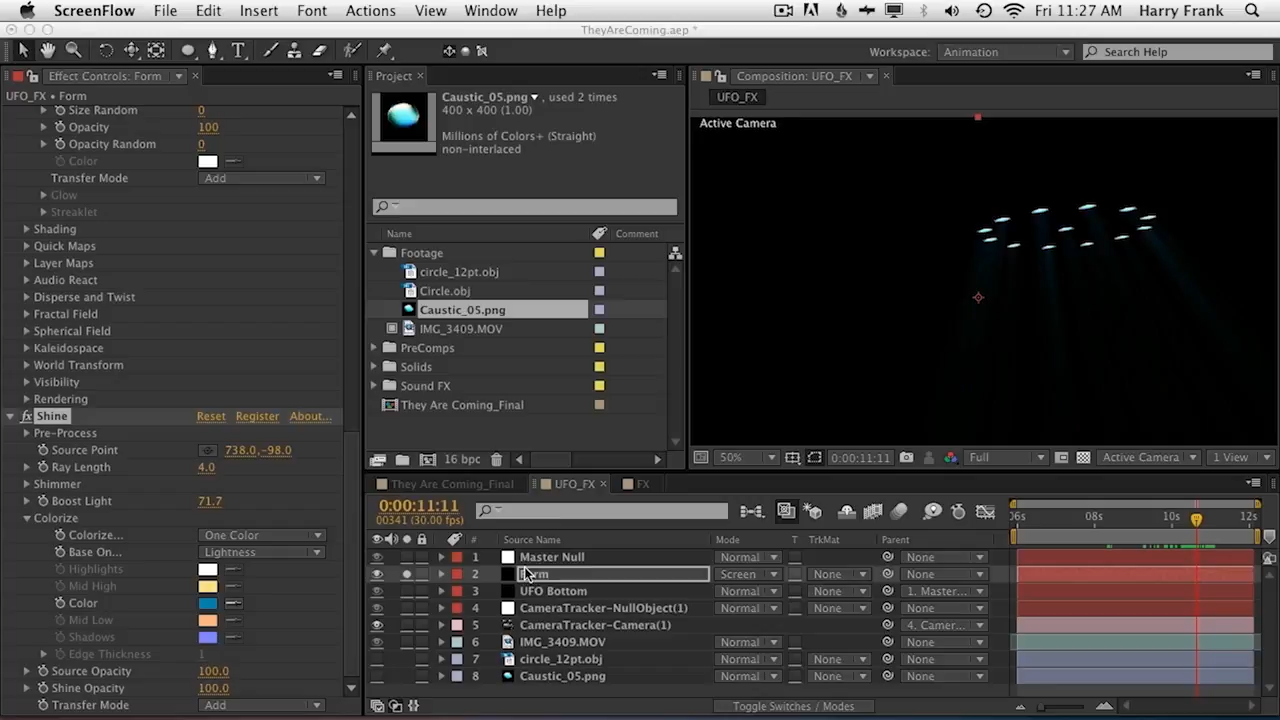 ScreenFlow File Edit Insert Font Actions View Window Help Fri 11:27 AM Harry Frank
TheyAreComing.aep *
Workspace: Animation Search Help
Effect Controls: Form
UFO_FX • Form
Size Random 0
Opacity 100
Opacity Random 0
Color
Transfer Mode Add
Glow
Streaklet
Shading
Quick Maps
Layer Maps
Audio React
Disperse and Twist
Fractal Field
Spherical Field
Kaleidospace
World Transform
Visibility
Rendering
fx Shine Reset Register About...
Pre-Process
Source Point 738.0,-98.0
Ray Length 4.0
Shimmer
Boost Light 71.7
Colorize
Colorize... One Color
Base On... Lightness
Highlights
Mid High
Color
Mid Low
Shadows
Edge Thickness 1
Source Opacity 100.0
Shine Opacity 100.0
Transfer Mode Add
Project
Caustic_05.png , used 2 times
400 x 400 (1.00)
Millions of Colors+ (Straight)
non-interlaced
Name Comment
Footage
circle_12pt.obj
Circle.obj
Caustic_05.png
IMG_3409.MOV
PreComps
Solids
Sound FX
They Are Coming_Final
16 bpc
Composition: UFO_FX
UFO_FX
Active Camera
50% 0:00:11:11 Full Active Camera 1 View
They Are Coming_Final UFO_FX FX
0:00:11:11
00341 (30.00 fps)
06s 08s 10s 12s
# Source Name Mode T TrkMat Parent
1 Master Null Normal None
2 Screen None None
3 UFO Bottom Normal None 1. Master...
4 CameraTracker-NullObject(1) Normal None None
5 CameraTracker-Camera(1) 4. Camer...
6 IMG_3409.MOV Normal None
7 circle_12pt.obj Normal None None
8 Caustic_05.png Normal None None
Toggle Switches / Modes